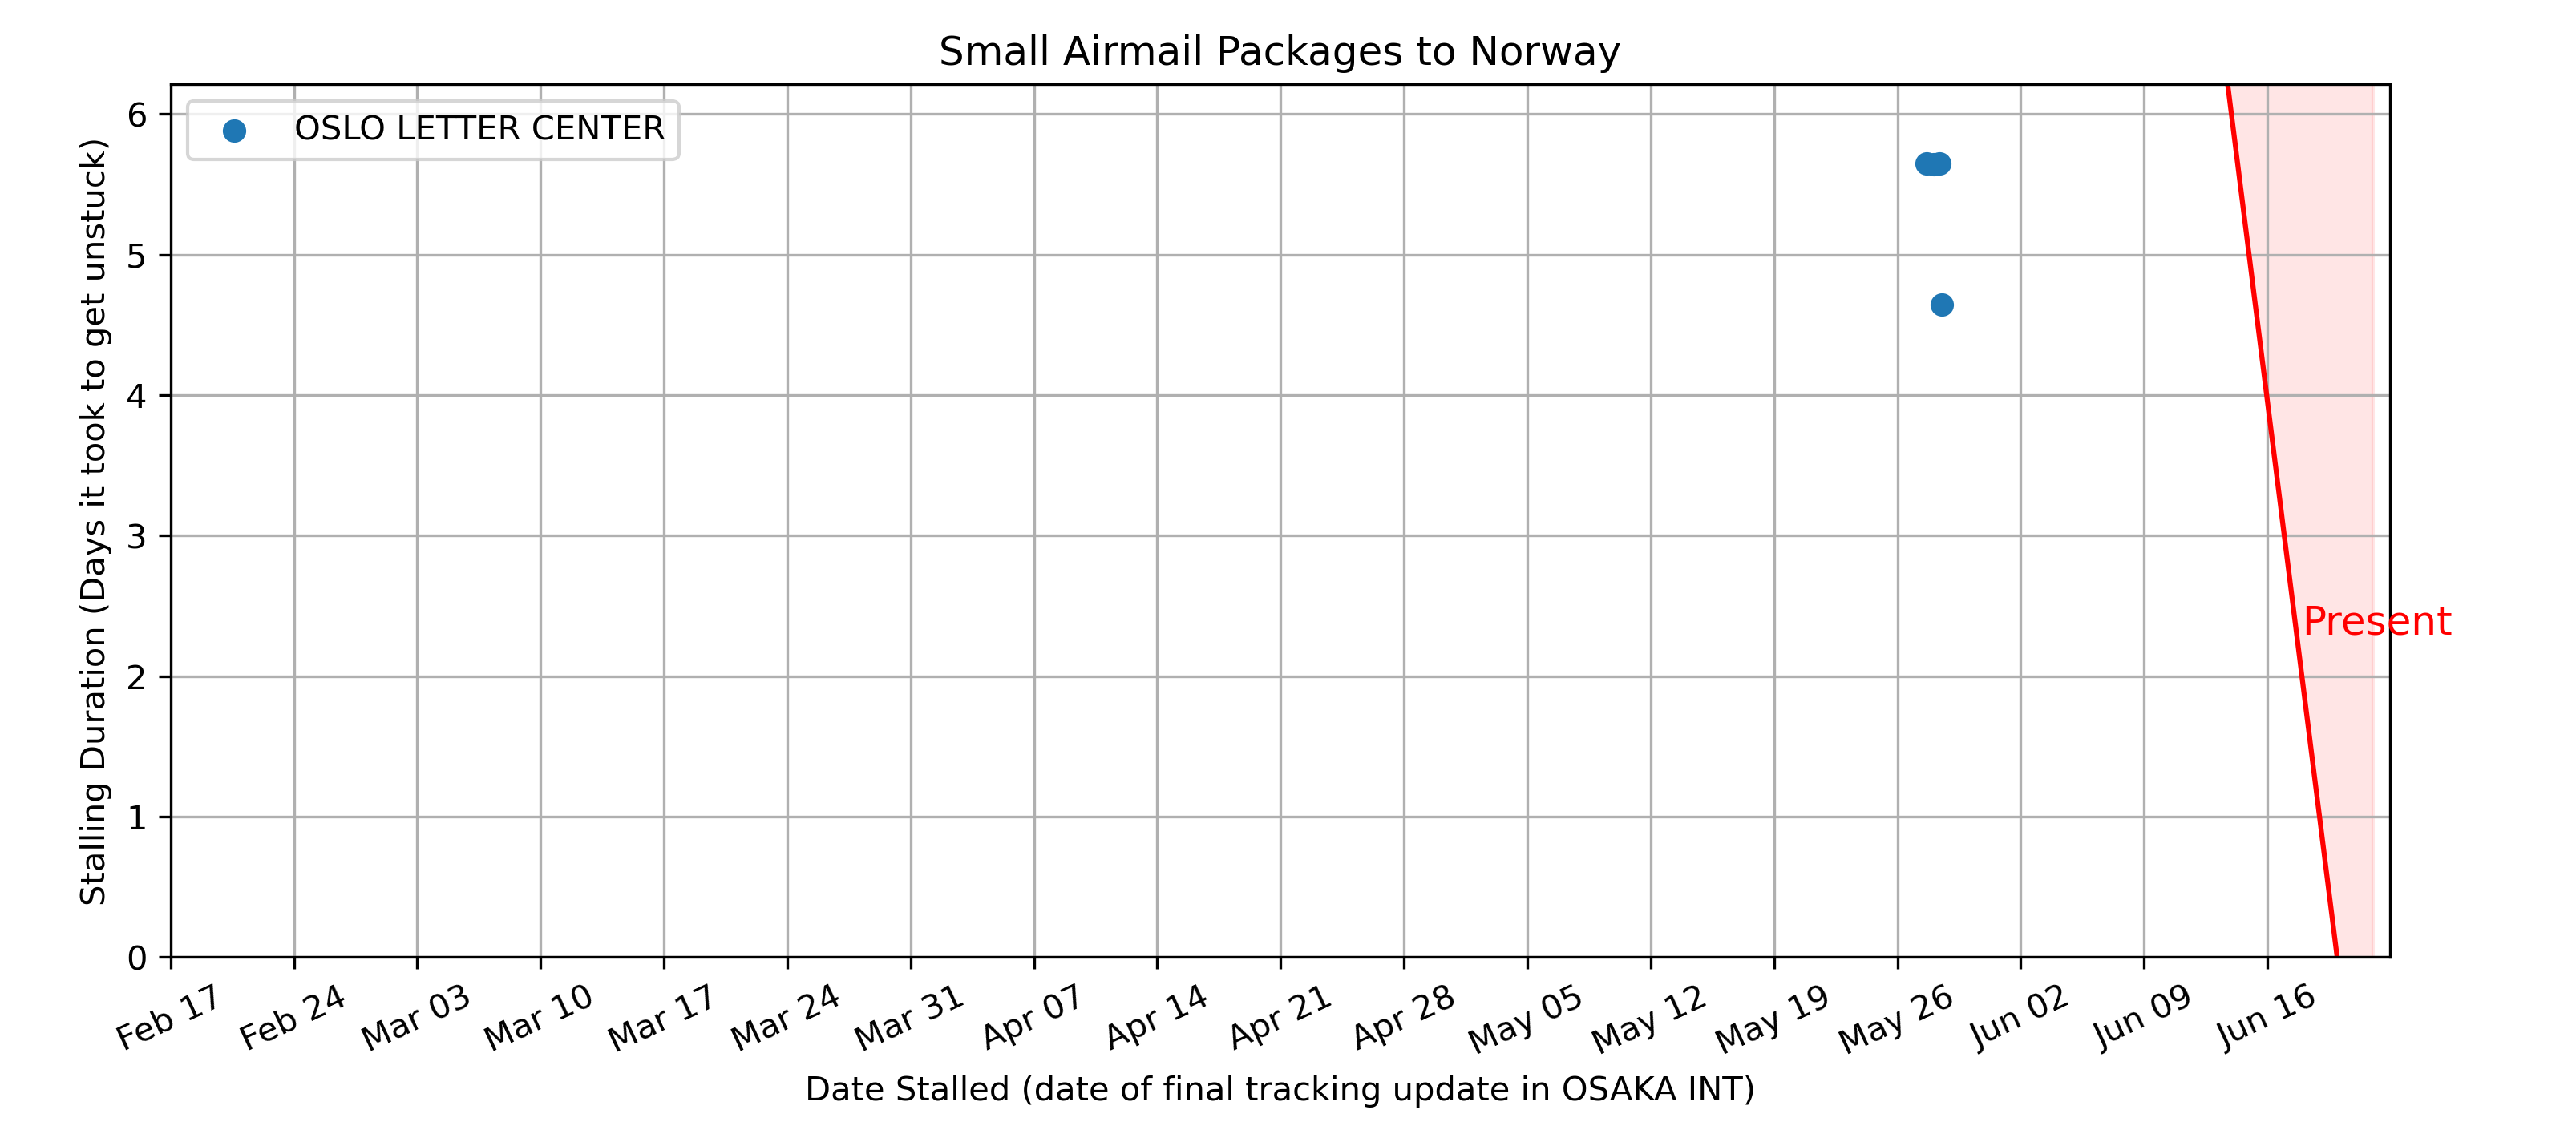 Small Airmail Packages to Norway
OSLO LETTER CENTER
Stalling Duration (Days it took to get unstuck)
6
5
4
3
2
1
0
Present
Feb 17
Feb 24
Mar 03
Mar 10
Mar 17
Mar 24
Mar 31
Apr 07
Apr 14
Apr 21
Apr 28
May 05
May 12
May 19
May 26
Jun 02
Jun 09
Jun 16
Date Stalled (date of final tracking update in OSAKA INT)